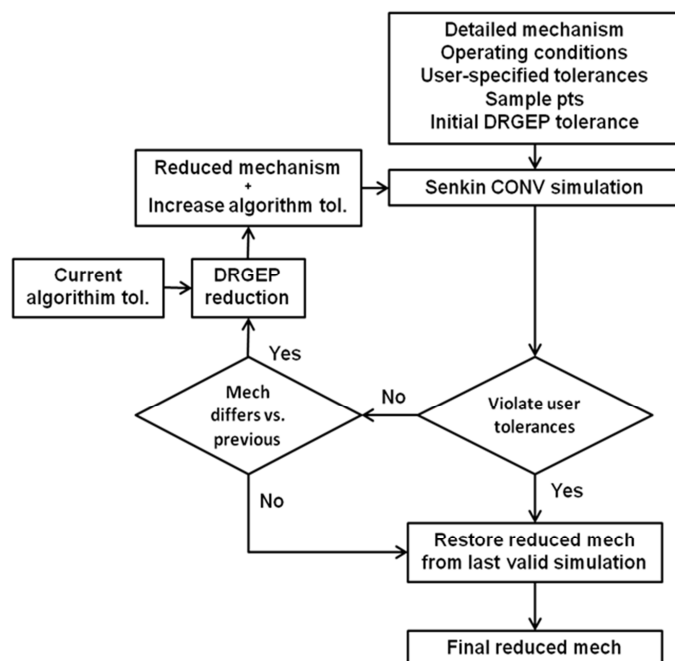 Detailed mechanism
Operating conditions
User-specified tolerances
Sample pts
Initial DRGEP tolerance
Reduced mechanism
+
Increase algorithm tol.
Senkin CONV simulation
Current
algorithim tol.
DRGEP
reduction
Yes
Mech
differs vs.
previous
No
Violate user
tolerances
No
Yes
Restore reduced mech
from last valid simulation
Final reduced mech